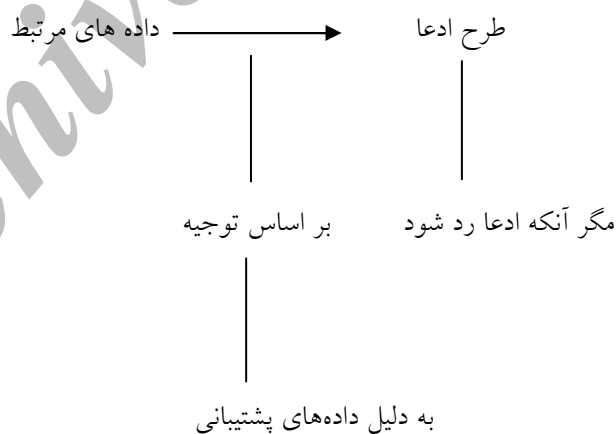 طرح ادعا
داده های مرتبط
مگر آنکه ادعا رد شود
بر اساس توجیه
به دلیل داده‌های پشتیبانی